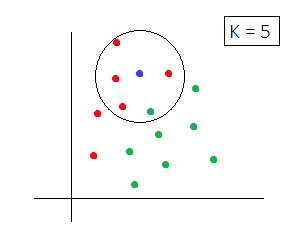 K = 5